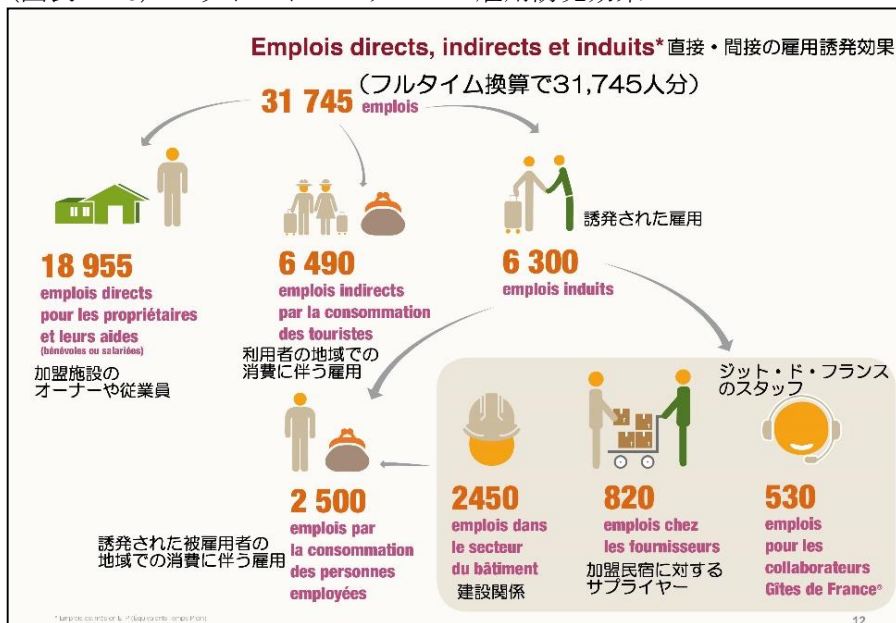 Emplois directs, indirects et induits* 直接・間接の雇用誘発効果
(フルタイム換算で31,745人分)
31 745 emplois
18 955
emplois directs
pour les propriétaires
et leurs aides
(bénévoles ou salariées)
加盟施設の
オーナーや従業員
6 490
emplois indirects
par la consommation
des touristes
利用者の地域での
消費に伴う雇用
誘発された雇用
6 300
emplois induits
2 500
emplois par
la consommation
des personnes
employées
誘発された被雇用者の
地域での消費に伴う雇用
2450
emplois dans
le secteur
du bâtiment
建設関係
820
emplois chez
les fournisseurs
加盟民宿に対する
サプライヤー
ジット・ド・フランス
のスタッフ
530
emplois
pour les
collaborateurs
Gîtes de France®
12